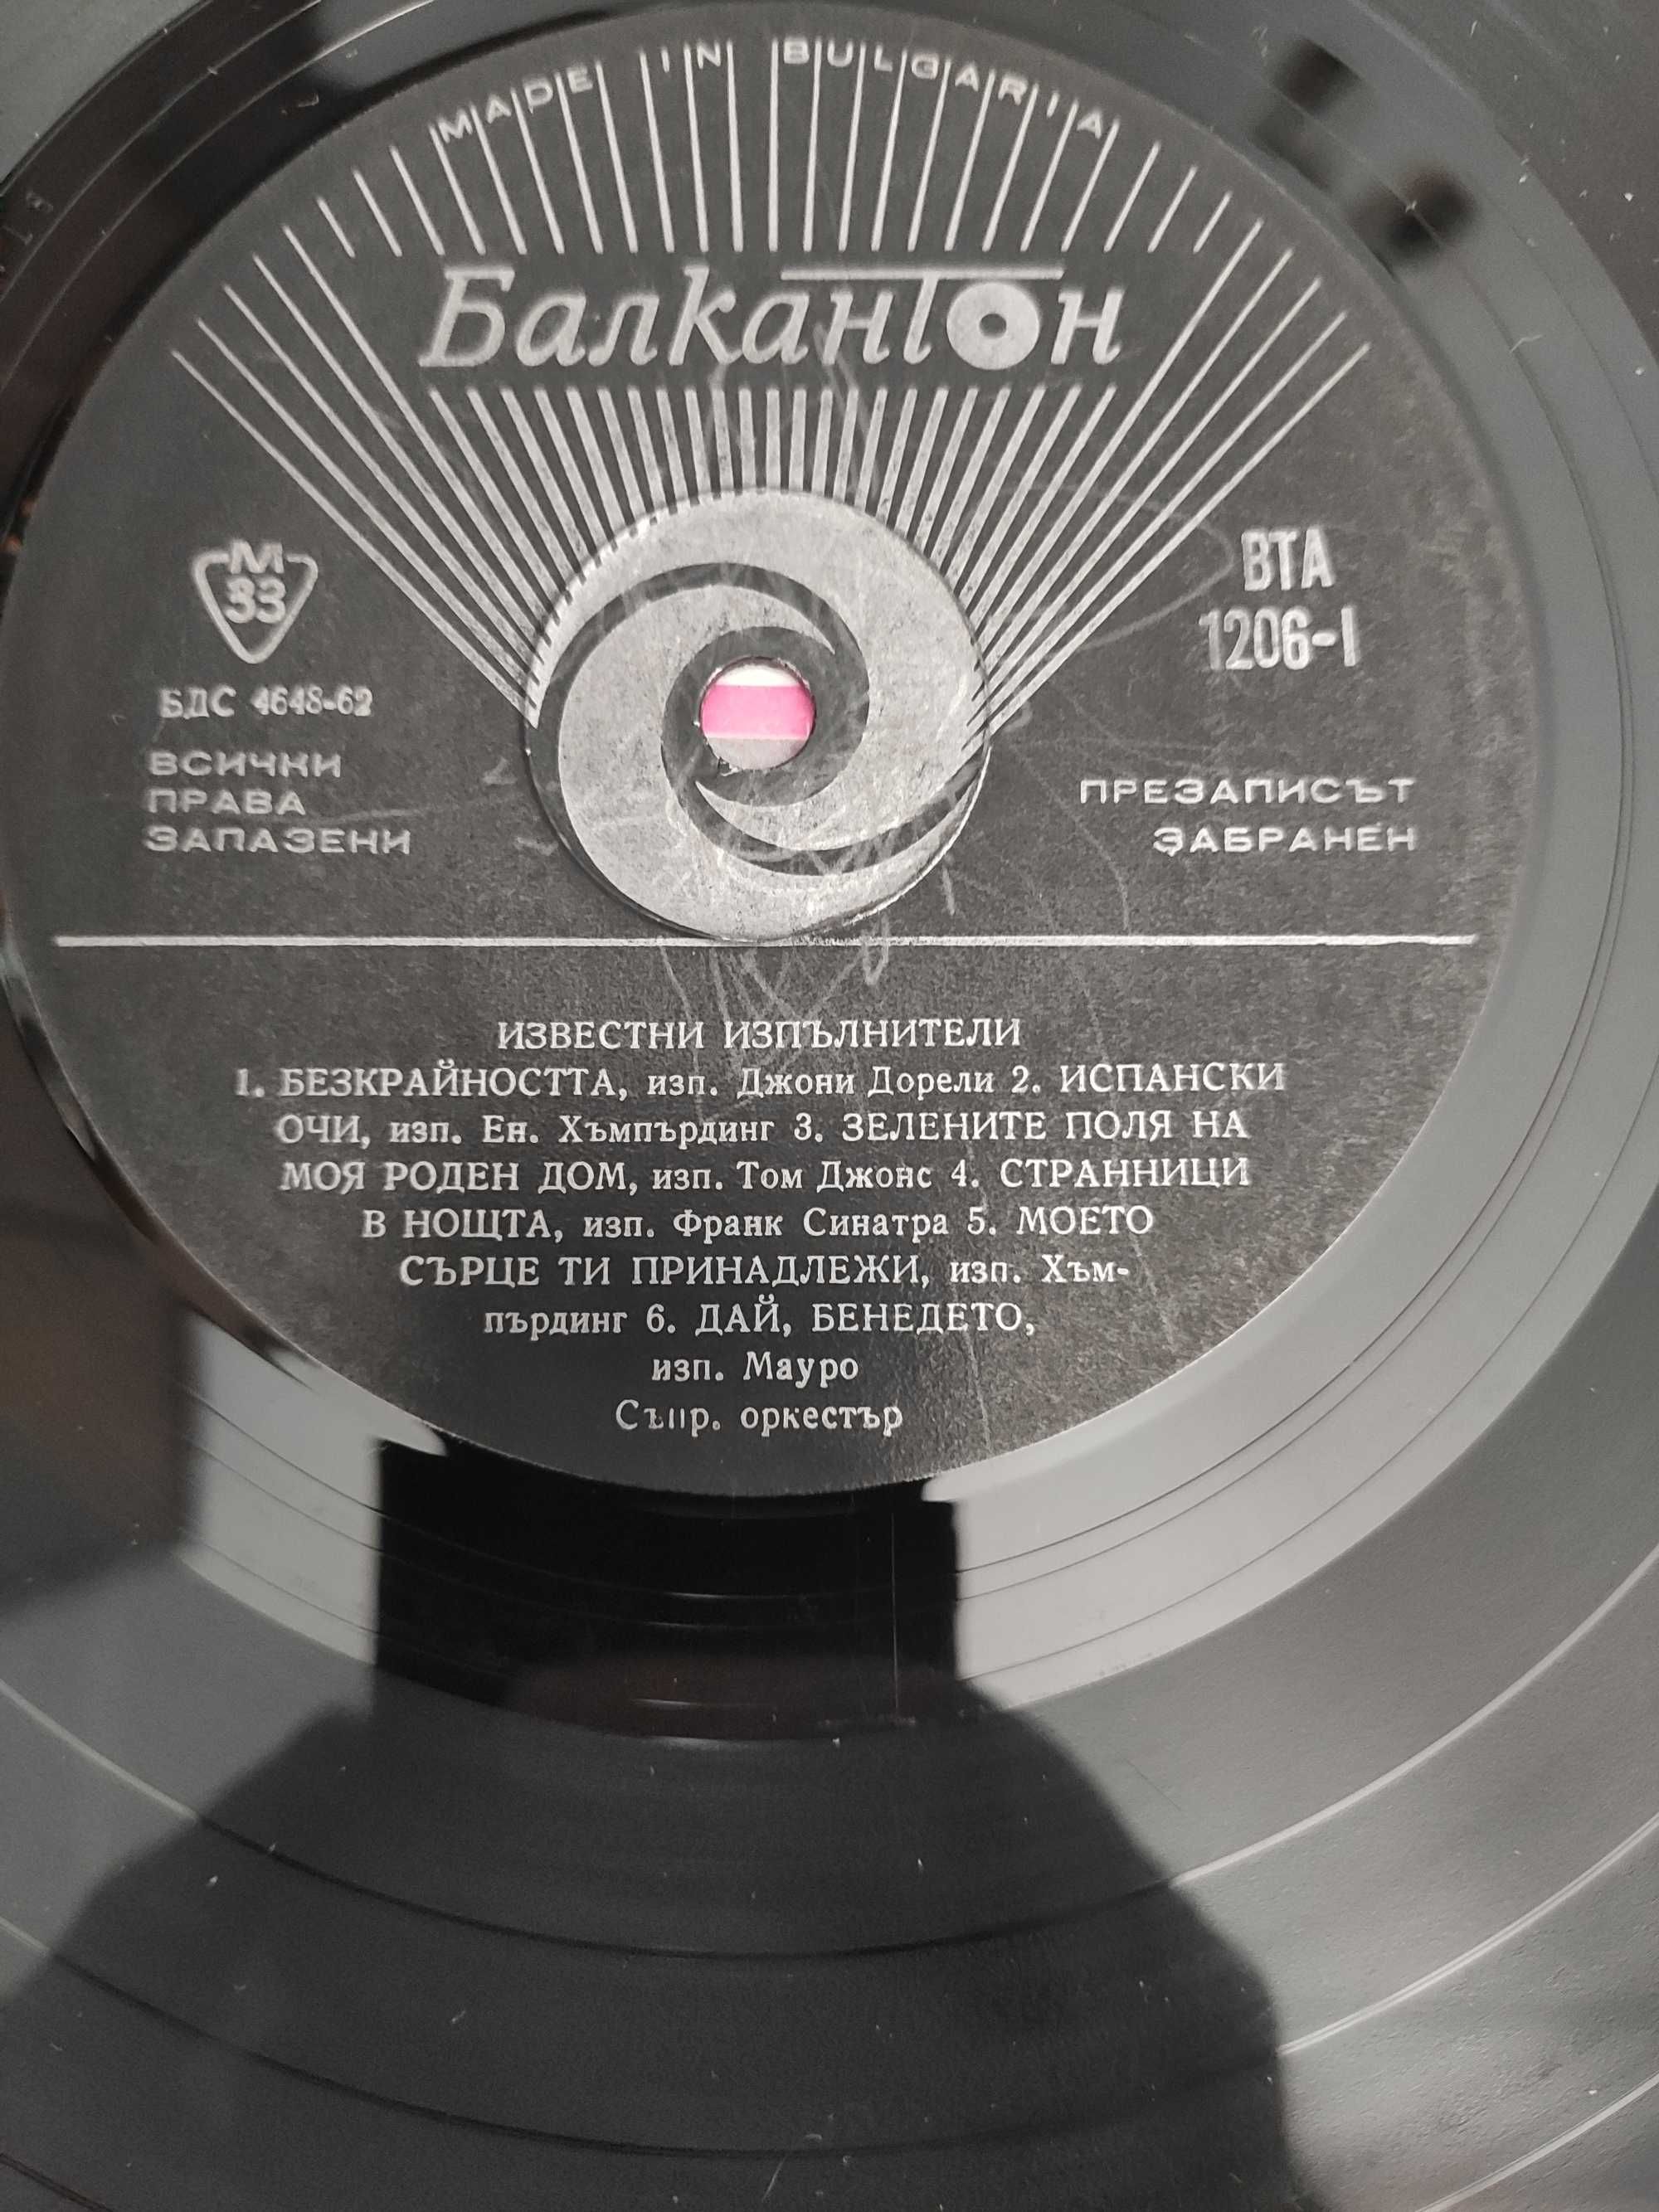 MADE IN BULGARIA
Балкантон
М
33
БДС 4648-62
ВСИЧКИ
ПРАВА
ЗАПАЗЕНИ
ВТА
1206-I
ПРЕЗАПИСЪТ
ЗАБРАНЕН
ИЗВЕСТНИ ИЗПЪЛНИТЕЛИ
1. БЕЗКРАЙНОСТТА, изп. Джони Дорели 2. ИСПАНСКИ
ОЧИ, изп. Ен. Хъмпърдинг 3. ЗЕЛЕНИТЕ ПОЛЯ НА
МОЯ РОДЕН ДОМ, изп. Том Джонс 4. СТРАННИЦИ
В НОЩТА, изп. Франк Синатра 5. МОЕТО
СЪРЦЕ ТИ ПРИНАДЛЕЖИ, изп. Хъм-
пърдинг 6. ДАЙ, БЕНЕДЕТО,
изп. Мауро
Съпр. оркестър